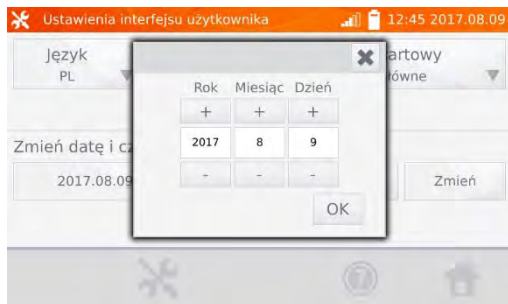 Ustawienia interfejsu użytkownika 12:45 2017.08.09
Język artowy
PL ówne
Rok Miesiąc Dzień
+ + +
Zmień datę i cz
2017 8 9
2017.08.09 - - - Zmień
OK